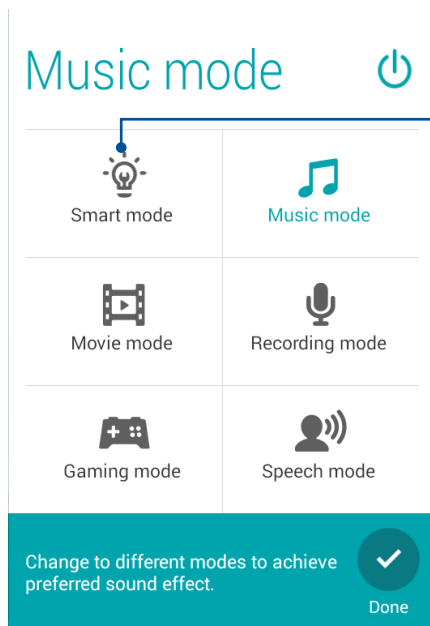 Music mode
Smart mode
Music mode
Movie mode
Recording mode
Gaming mode
Speech mode
Change to different modes to achieve
preferred sound effect.
Done